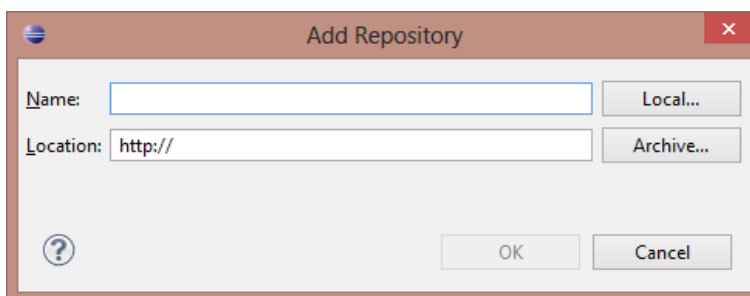 Add Repository
Name: Local...
Location: http:// Archive...
? OK Cancel